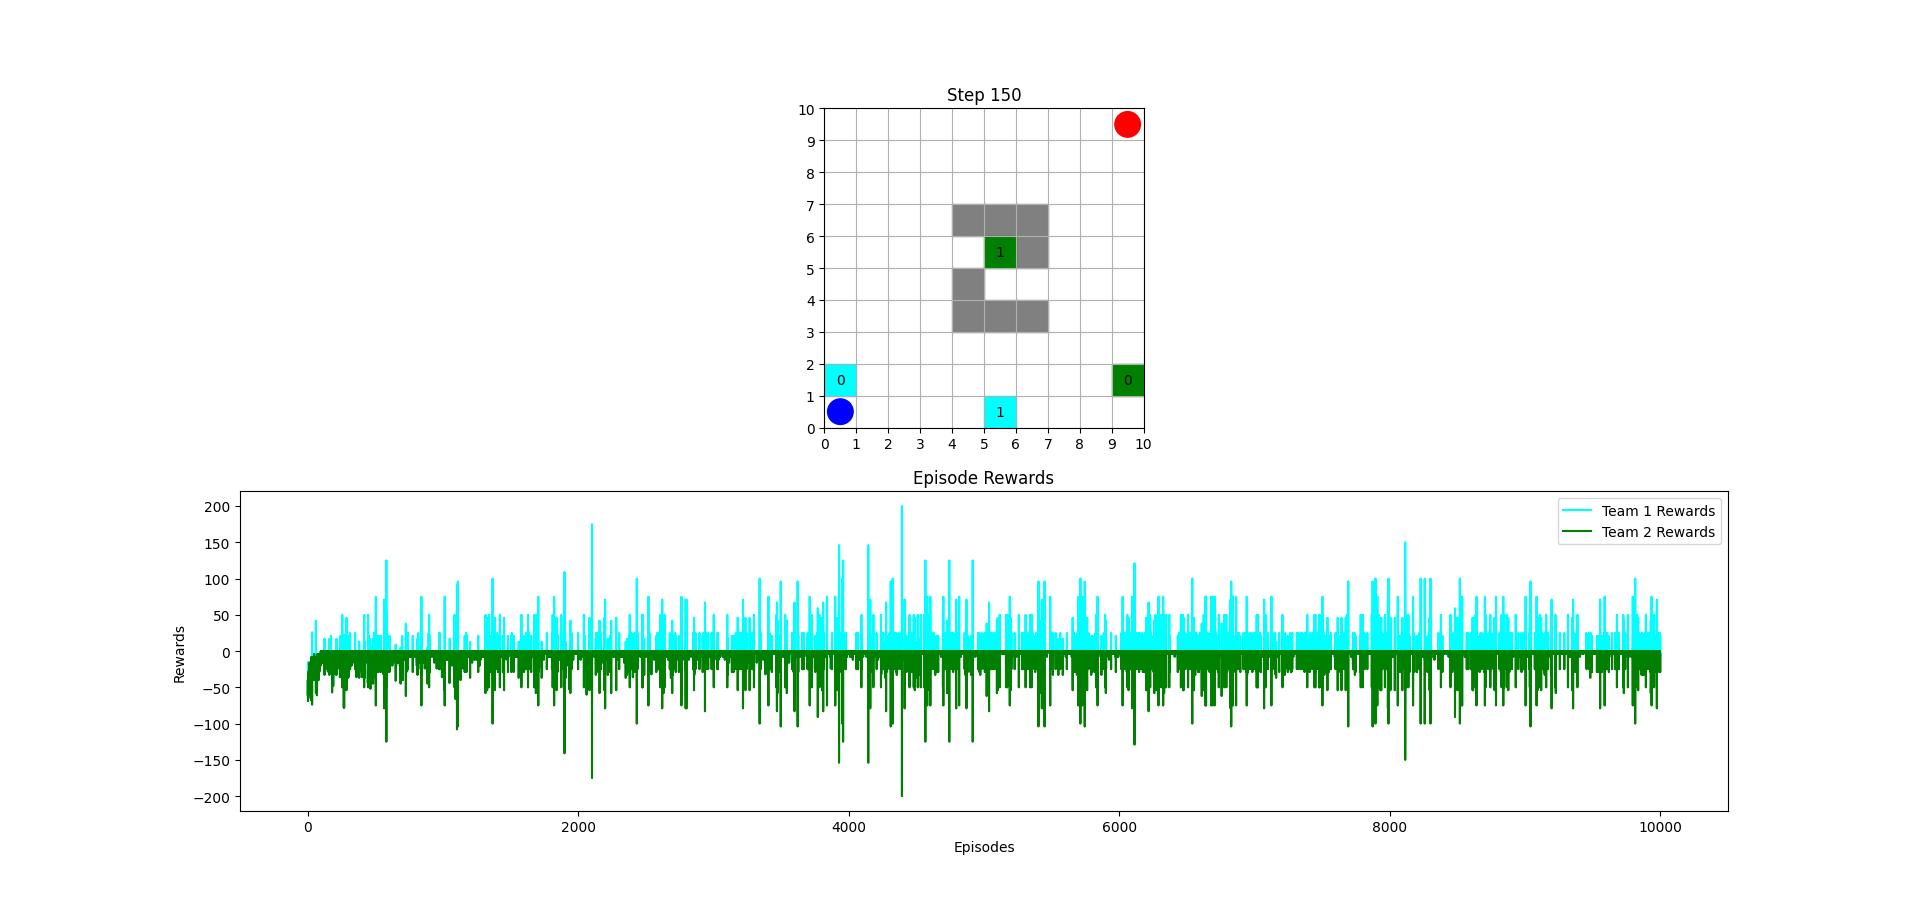 Step 150
10
9
8
7
6
1
5
4
3
2
0 0
1
1
0
0 1 2 3 4 5 6 7 8 9 10
Episode Rewards
200
Team 1 Rewards
Team 2 Rewards
150
100
50
0
−50
−100
−150
−200
Rewards
0 2000 4000 6000 8000 10000
Episodes